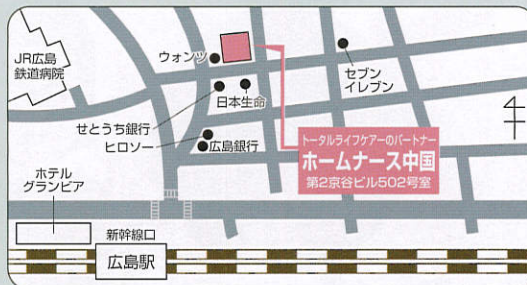 JR広島
鉄道病院
ウォンツ
セブン
イレブン
日本生命
せとうち銀行
ヒロソー
広島銀行
トータルライフケアーのパートナー
ホームナース中国
第2京谷ビル502号室
ホテル
グランビア
新幹線口
広島駅